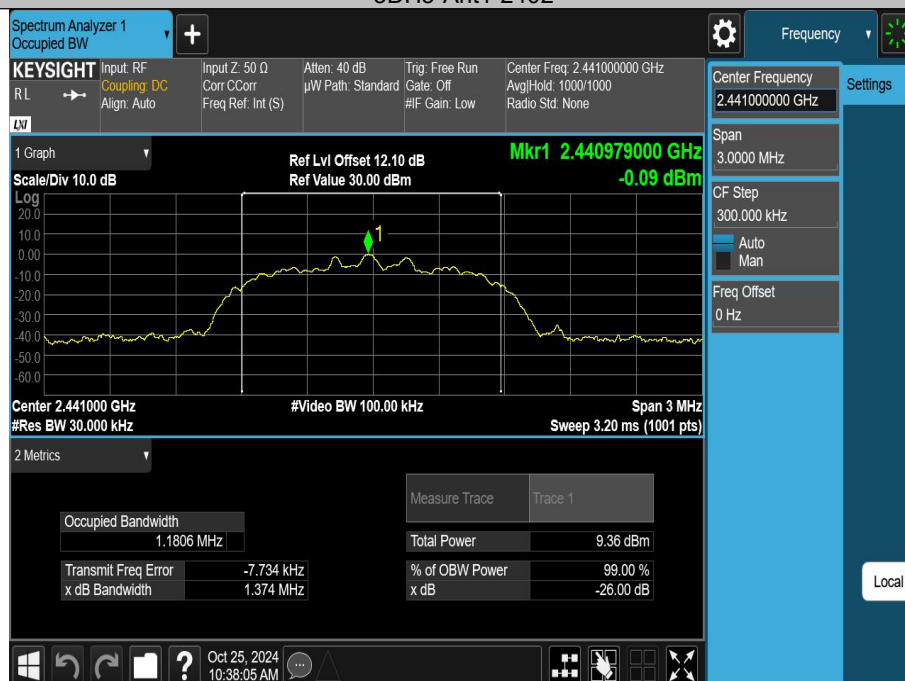 Spectrum Analyzer 1
Occupied BW
Frequency
KEYSIGHT
RL
LXI
Input: RF
Coupling: DC
Align: Auto
Input Z: 50 Ω
Corr CCorr
Freq Ref: Int (S)
Atten: 40 dB
µW Path: Standard
Trig: Free Run
Gate: Off
#IF Gain: Low
Center Freq: 2.441000000 GHz
Avg|Hold: 1000/1000
Radio Std: None
Center Frequency
2.441000000 GHz
Settings
Span
3.0000 MHz
CF Step
300.000 kHz
Auto
Man
Freq Offset
0 Hz
Local
1 Graph
Scale/Div 10.0 dB
Ref Lvl Offset 12.10 dB
Ref Value 30.00 dBm
Mkr1 2.440979000 GHz
-0.09 dBm
Log
20.0
10.0
0.00
-10.0
-20.0
-30.0
-40.0
-50.0
-60.0
1
Center 2.441000 GHz
#Res BW 30.000 kHz
#Video BW 100.00 kHz
Span 3 MHz
Sweep 3.20 ms (1001 pts)
2 Metrics
Measure Trace Trace 1
Occupied Bandwidth
1.1806 MHz
Total Power 9.36 dBm
Transmit Freq Error -7.734 kHz
% of OBW Power 99.00 %
x dB Bandwidth 1.374 MHz
x dB -26.00 dB
?
Oct 25, 2024
10:38:05 AM